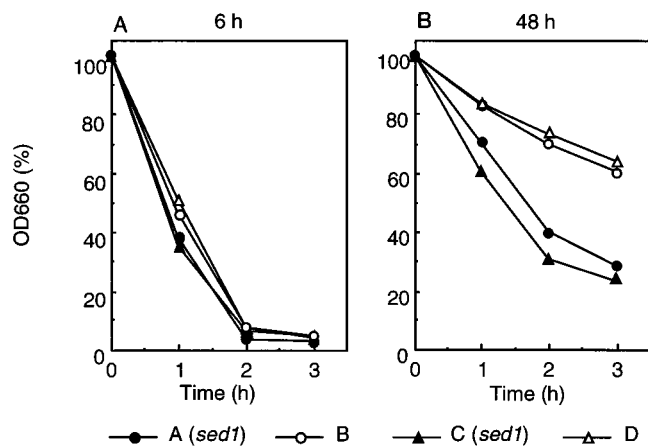 A 6 h B 48 h
OD660 (%)
100 100
80 80
60 60
40 40
20 20
0 0
0 1 2 3 0 1 2 3
Time (h) Time (h)
A (sed1) B C (sed1) D